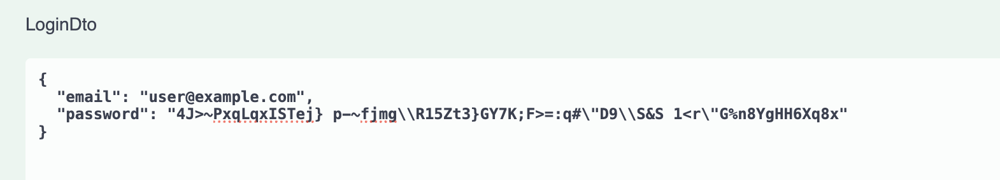 LoginDto
{
"email": "user@example.com",
"password": "4J>~PxqLqxISTej} p-~fjmg\\R15Zt3}GY7K;F>=:q#\"D9\\S&S 1<r\"G%n8YgHH6Xq8x"
}